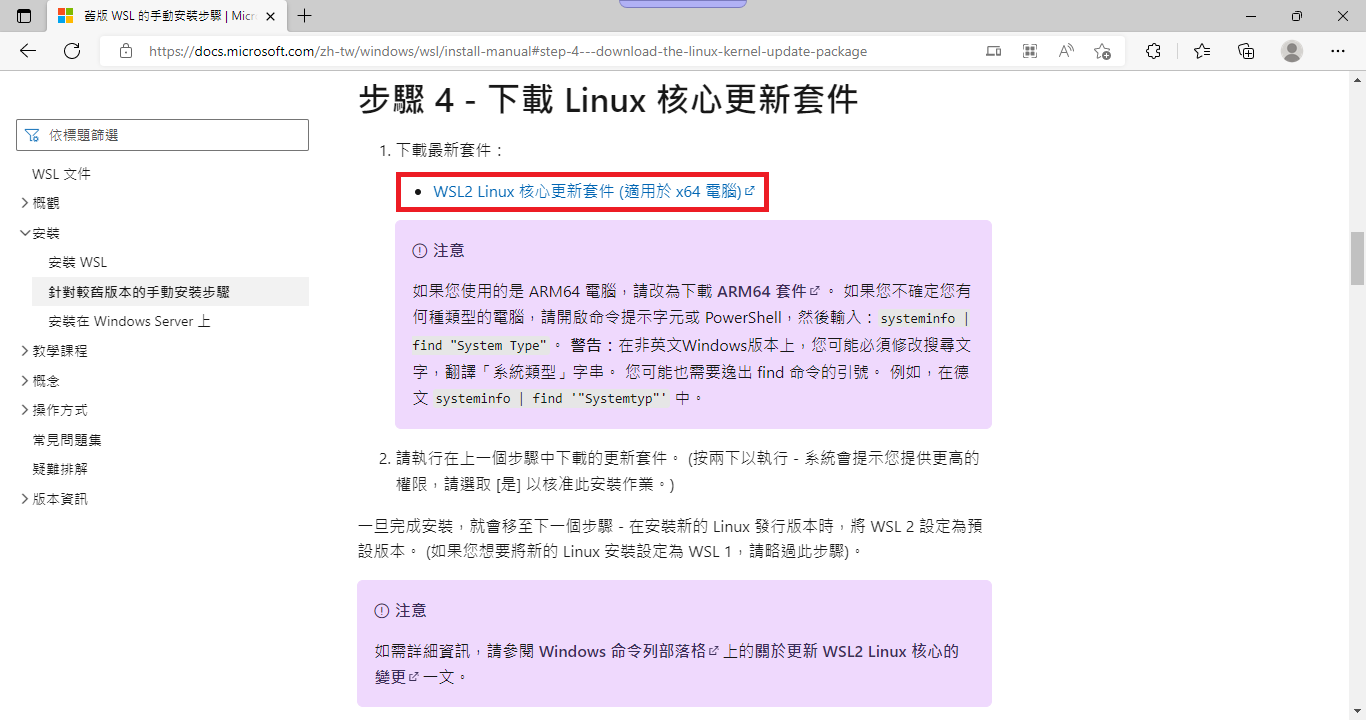 舊版 WSL 的手動安裝步驟 | Micr
https://docs.microsoft.com/zh-tw/windows/wsl/install-manual#step-4---download-the-linux-kernel-update-package
依標題篩選
WSL 文件
概觀
安裝
安裝 WSL
針對較舊版本的手動安裝步驟
安裝在 Windows Server 上
教學課程
概念
操作方式
常見問題集
疑難排解
版本資訊
步驟 4 - 下載 Linux 核心更新套件
1. 下載最新套件：
• WSL2 Linux 核心更新套件 (適用於 x64 電腦)
注意
如果您使用的是 ARM64 電腦，請改為下載 ARM64 套件。 如果您不確定您有
何種類型的電腦，請開啟命令提示字元或 PowerShell，然後輸入：systeminfo |
find "System Type"。 警告：在非英文Windows版本上，您可能必須修改搜尋文
字，翻譯「系統類型」字串。 您可能也需要逸出 find 命令的引號。 例如，在德
文 systeminfo | find '"Systemtyp"' 中。
2. 請執行在上一個步驟中下載的更新套件。 (按兩下以執行 - 系統會提示您提供更高的
權限，請選取 [是] 以核准此安裝作業。)
一旦完成安裝，就會移至下一個步驟 - 在安裝新的 Linux 發行版本時，將 WSL 2 設定為預
設版本。 (如果您想要將新的 Linux 安裝設定為 WSL 1，請略過此步驟)。
注意
如需詳細資訊，請參閱 Windows 命令列部落格上的關於更新 WSL2 Linux 核心的
變更一文。